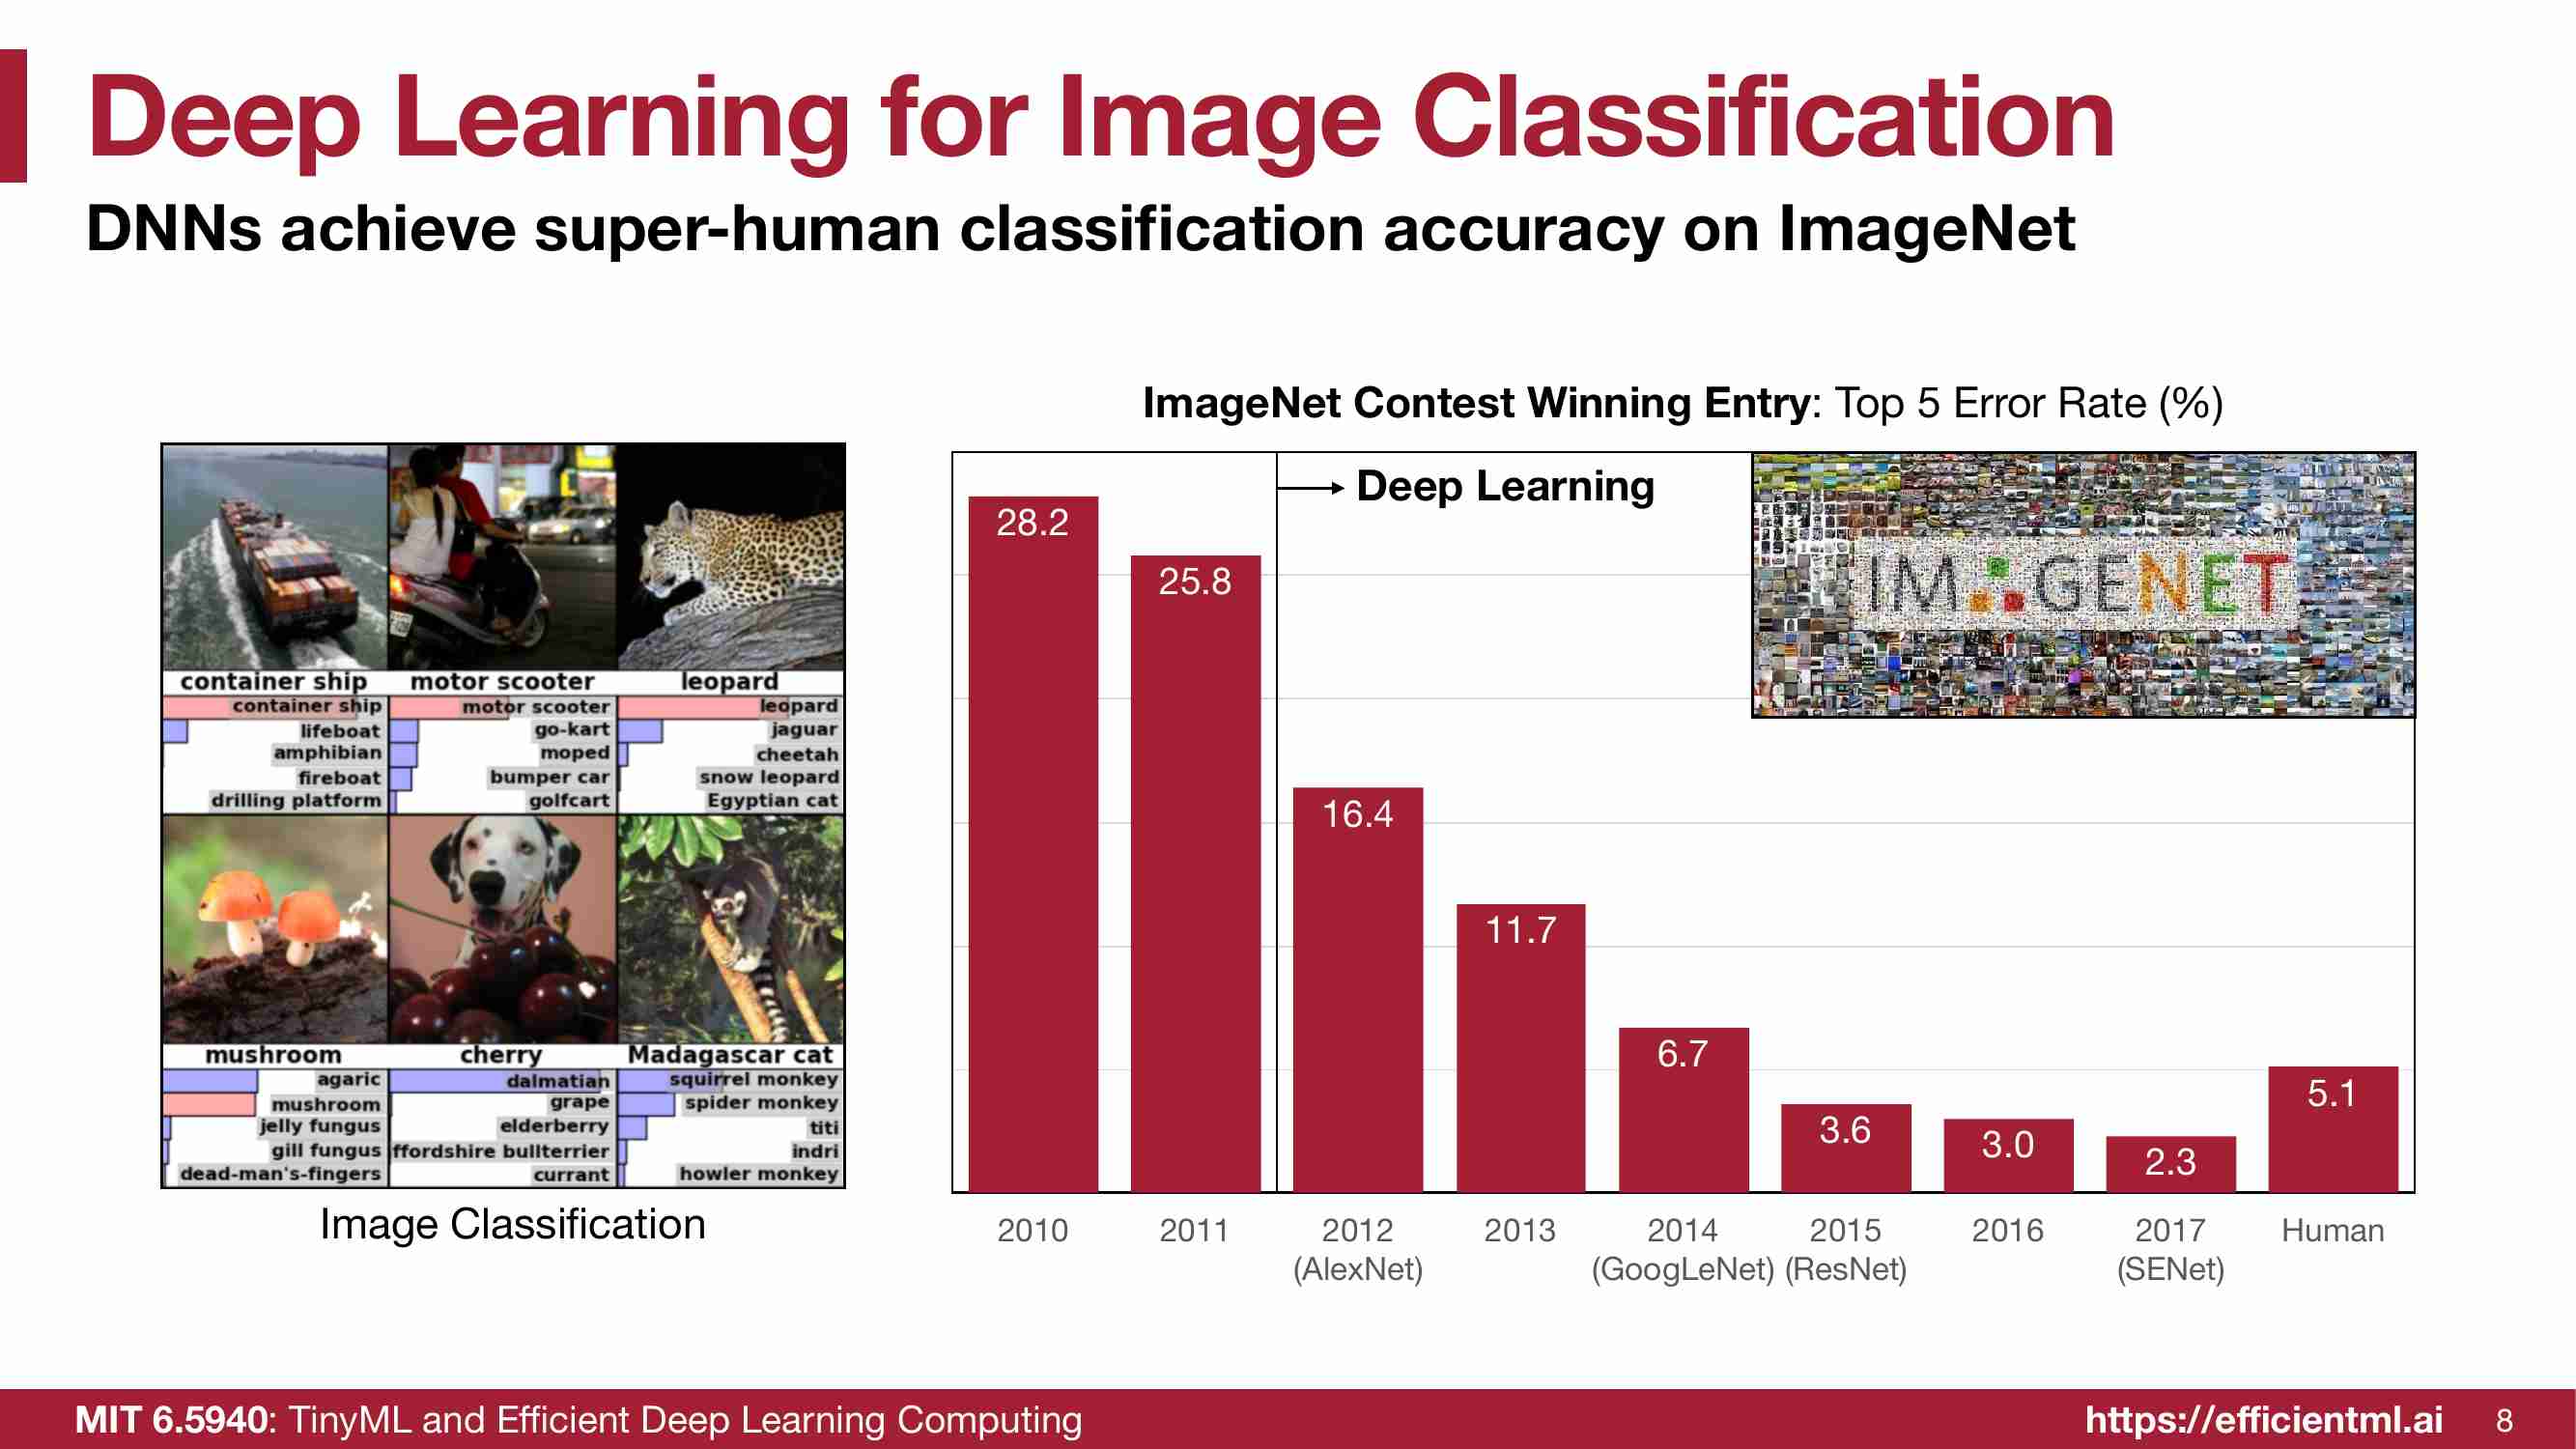 Deep Learning for Image Classification
DNNs achieve super-human classification accuracy on ImageNet
container ship motor scooter leopard
container ship motor scooter leopard
lifeboat go-kart jaguar
amphibian moped cheetah
fireboat bumper car snow leopard
drilling platform golfcart Egyptian cat
mushroom cherry Madagascar cat
agaric dalmatian squirrel monkey
mushroom grape spider monkey
jelly fungus elderberry titi
gill fungus ffordshire bullterrier indri
dead-man's-fingers currant howler monkey
Image Classification
ImageNet Contest Winning Entry: Top 5 Error Rate (%)
Deep Learning
IMAGENET
28.2
25.8
16.4
11.7
6.7
3.6
3.0
2.3
5.1
2010 2011 2012 2013 2014 2015 2016 2017 Human
(AlexNet) (GoogLeNet) (ResNet) (SENet)
MIT 6.5940: TinyML and Efficient Deep Learning Computing
https://efficientml.ai 8